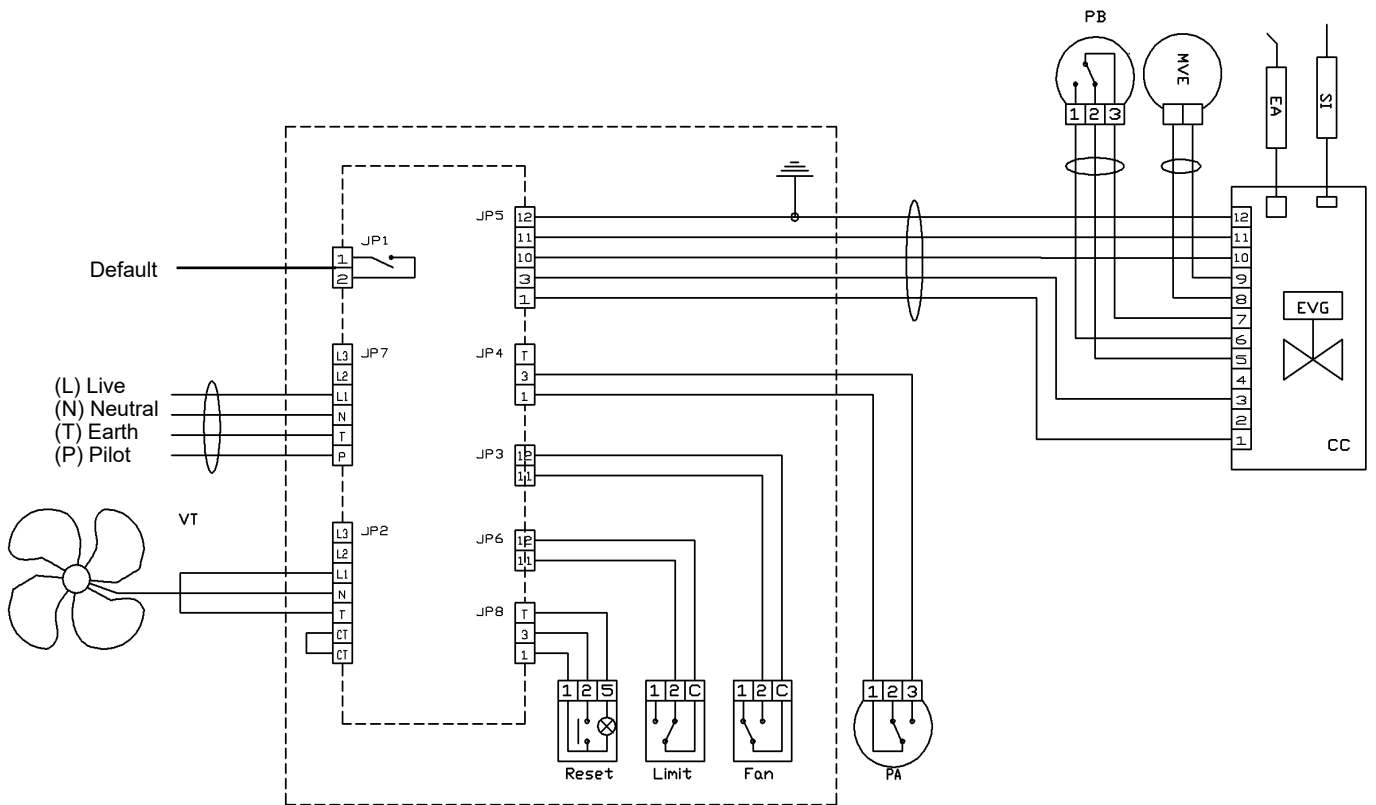 PB
MVE
EA
SI
1 2 3
JP5
12
11
10
3
1
12
11
10
9
8
7
6
5
4
3
2
1
EVG
CC
JP1
1
2
Default
JP7
L3
L2
L1
N
T
P
(L) Live
(N) Neutral
(T) Earth
(P) Pilot
JP4
T
3
1
JP3
12
11
VT
JP2
L3
L2
L1
N
T
CT
CT
JP6
12
11
JP8
T
3
1
1 2 5
Reset
1 2 C
Limit
1 2 C
Fan
1 2 3
PA